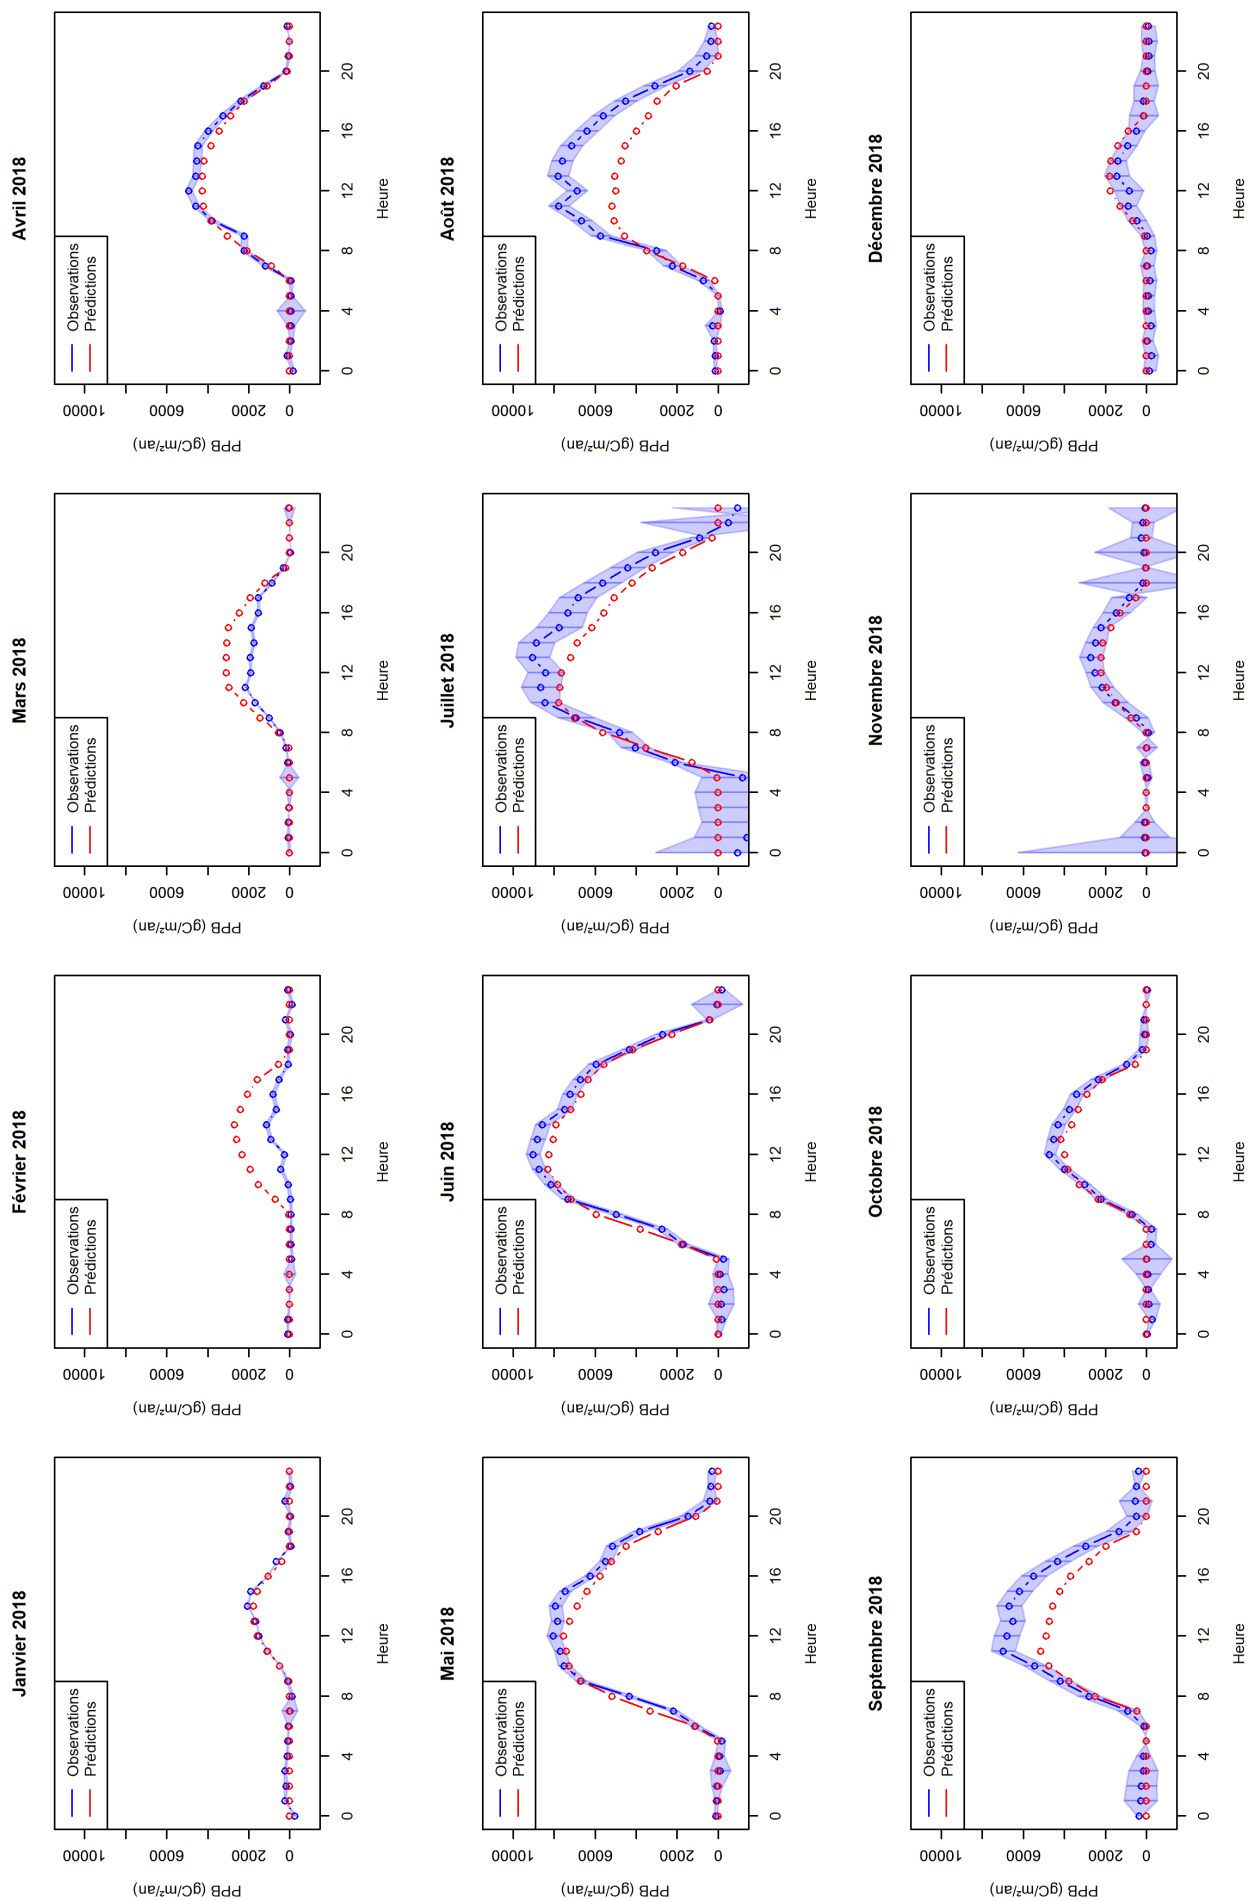 Janvier 2018
Observations
Prédictions
PPB (gC/m²/an)
10000
6000
2000
0
0 4 8 12 16 20
Heure
Février 2018
Observations
Prédictions
PPB (gC/m²/an)
10000
6000
2000
0
0 4 8 12 16 20
Heure
Mars 2018
Observations
Prédictions
PPB (gC/m²/an)
10000
6000
2000
0
0 4 8 12 16 20
Heure
Avril 2018
Observations
Prédictions
PPB (gC/m²/an)
10000
6000
2000
0
0 4 8 12 16 20
Heure
Mai 2018
Observations
Prédictions
PPB (gC/m²/an)
10000
6000
2000
0
0 4 8 12 16 20
Heure
Juin 2018
Observations
Prédictions
PPB (gC/m²/an)
10000
6000
2000
0
0 4 8 12 16 20
Heure
Juillet 2018
Observations
Prédictions
PPB (gC/m²/an)
10000
6000
2000
0
0 4 8 12 16 20
Heure
Août 2018
Observations
Prédictions
PPB (gC/m²/an)
10000
6000
2000
0
0 4 8 12 16 20
Heure
Septembre 2018
Observations
Prédictions
PPB (gC/m²/an)
10000
6000
2000
0
0 4 8 12 16 20
Heure
Octobre 2018
Observations
Prédictions
PPB (gC/m²/an)
10000
6000
2000
0
0 4 8 12 16 20
Heure
Novembre 2018
Observations
Prédictions
PPB (gC/m²/an)
10000
6000
2000
0
0 4 8 12 16 20
Heure
Décembre 2018
Observations
Prédictions
PPB (gC/m²/an)
10000
6000
2000
0
0 4 8 12 16 20
Heure